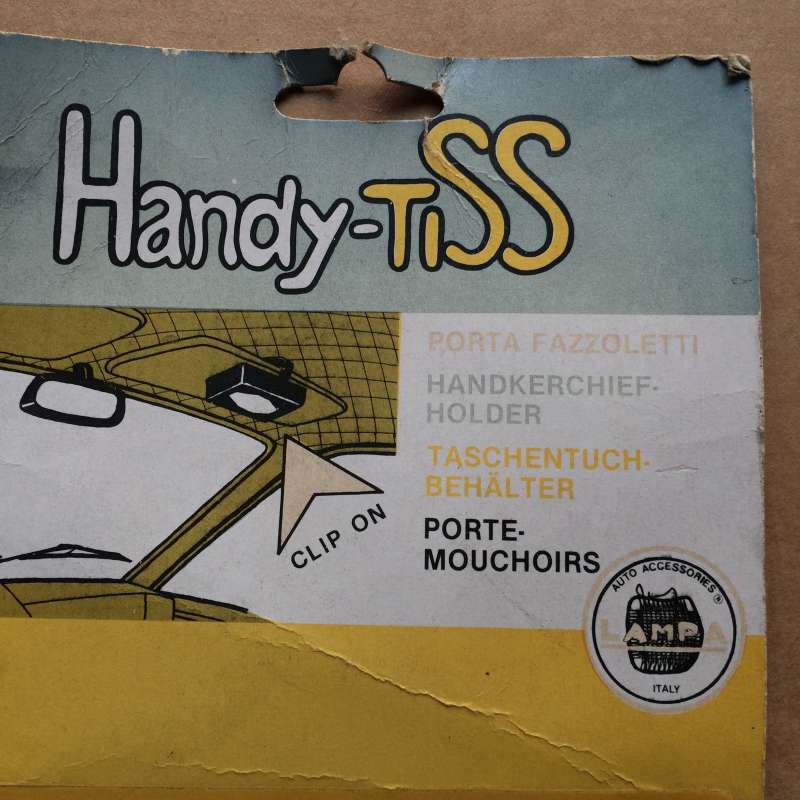 Handy-TiSS
PORTA FAZZOLETTI
HANDKERCHIEF-
HOLDER
TASCHENTUCH-
BEHÄLTER
PORTE-
MOUCHOIRS
CLIP ON
AUTO ACCESSORIES ®
LAMPA
ITALY